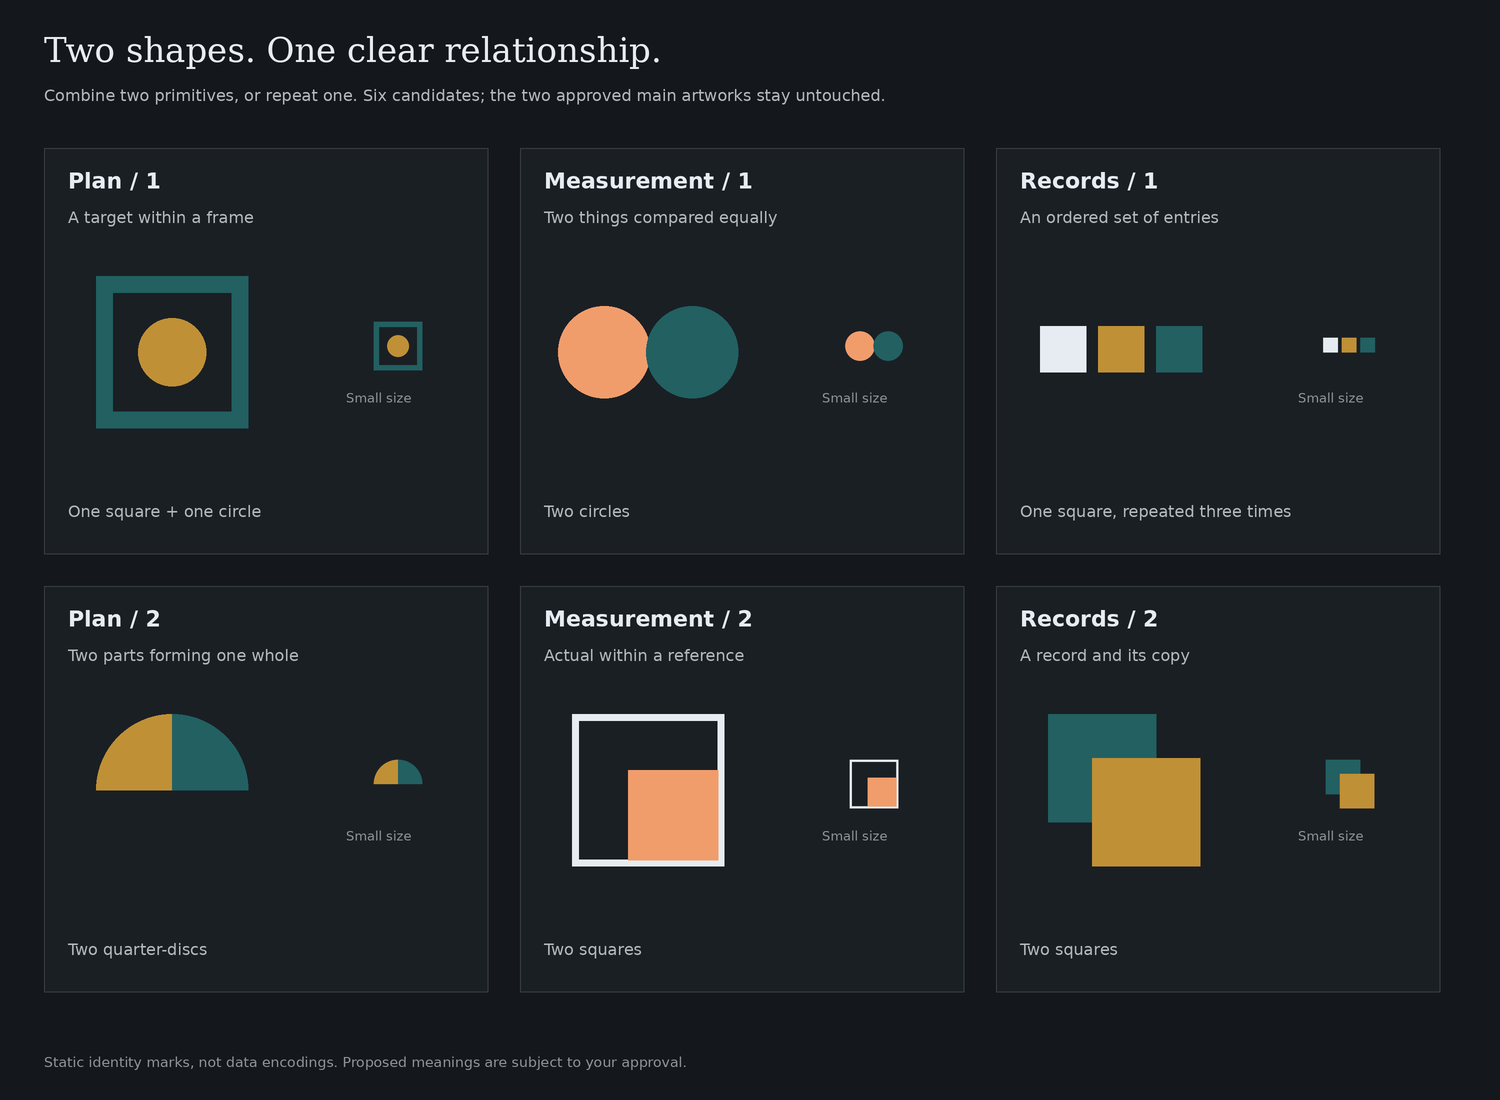 Two shapes. One clear relationship.
Combine two primitives, or repeat one. Six candidates; the two approved main artworks stay untouched.
Plan / 1
A target within a frame
Small size
One square + one circle
Measurement / 1
Two things compared equally
Small size
Two circles
Records / 1
An ordered set of entries
Small size
One square, repeated three times
Plan / 2
Two parts forming one whole
Small size
Two quarter-discs
Measurement / 2
Actual within a reference
Small size
Two squares
Records / 2
A record and its copy
Small size
Two squares
Static identity marks, not data encodings. Proposed meanings are subject to your approval.